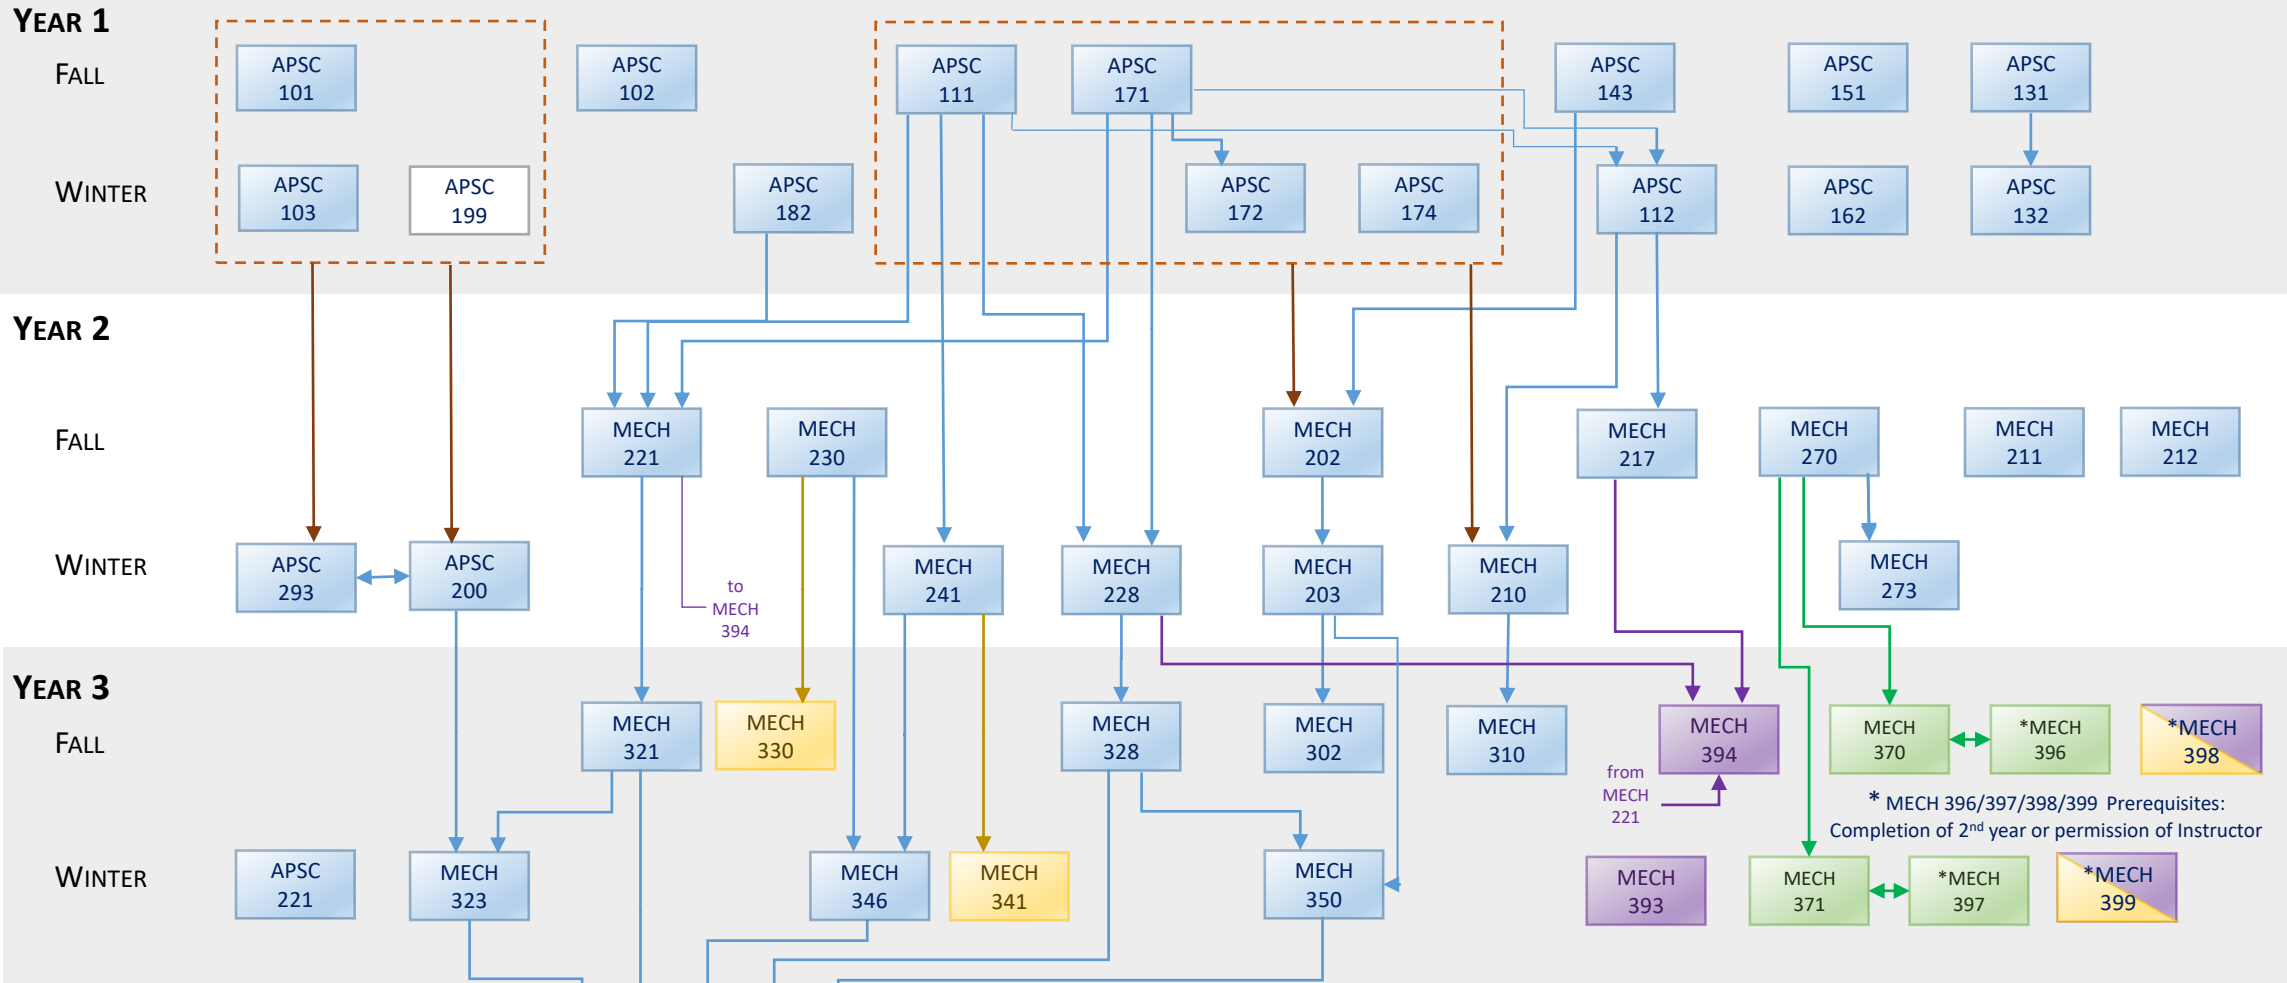 YEAR 1
FALL
APSC
101
APSC
102
APSC
111
APSC
171
APSC
143
APSC
151
APSC
131
WINTER
APSC
103
APSC
199
APSC
182
APSC
172
APSC
174
APSC
112
APSC
162
APSC
132
YEAR 2
FALL
MECH
221
MECH
230
MECH
202
MECH
217
MECH
270
MECH
211
MECH
212
WINTER
APSC
293
APSC
200
to
MECH
394
MECH
241
MECH
228
MECH
203
MECH
210
MECH
273
YEAR 3
FALL
MECH
321
MECH
330
MECH
328
MECH
302
MECH
310
from
MECH
221
MECH
394
MECH
370
*MECH
396
*MECH
398
* MECH 396/397/398/399 Prerequisites:
Completion of 2nd year or permission of Instructor
WINTER
APSC
221
MECH
323
MECH
346
MECH
341
MECH
350
MECH
393
MECH
371
*MECH
397
*MECH
399